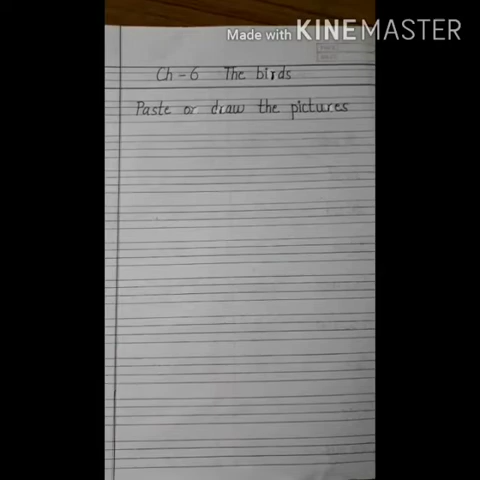 Made with KINEMASTER
Ch - 6 The birds
Paste or draw the pictures